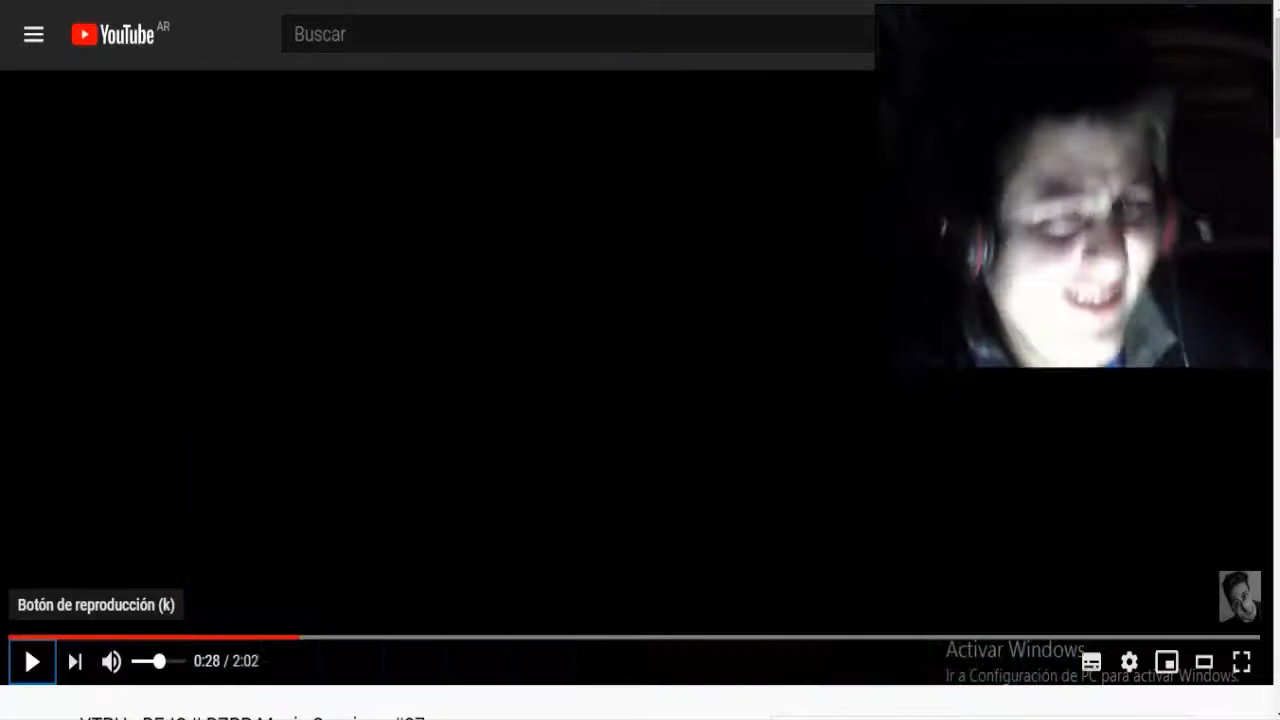 YouTube AR
Buscar
Botón de reproducción (k)
0:28 / 2:02
Activar Windows
Ir a Configuración de PC para activar Windows.